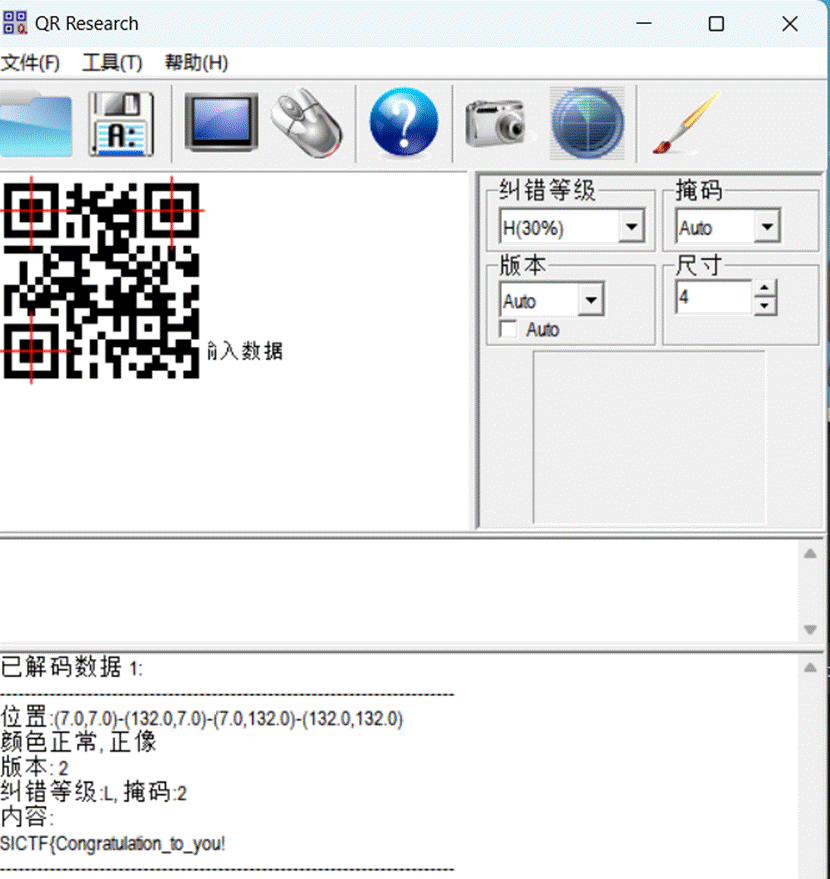 QR Research
文件(F) 工具(T) 帮助(H)
A:
纠错等级 掩码
H(30%) Auto
版本 尺寸
Auto 4
Auto
输入数据
已解码数据 1:
位置:(7.0,7.0)-(132.0,7.0)-(7.0,132.0)-(132.0,132.0)
颜色正常, 正像
版本: 2
纠错等级:L, 掩码:2
内容:
SICTF{Congratulation_to_you!